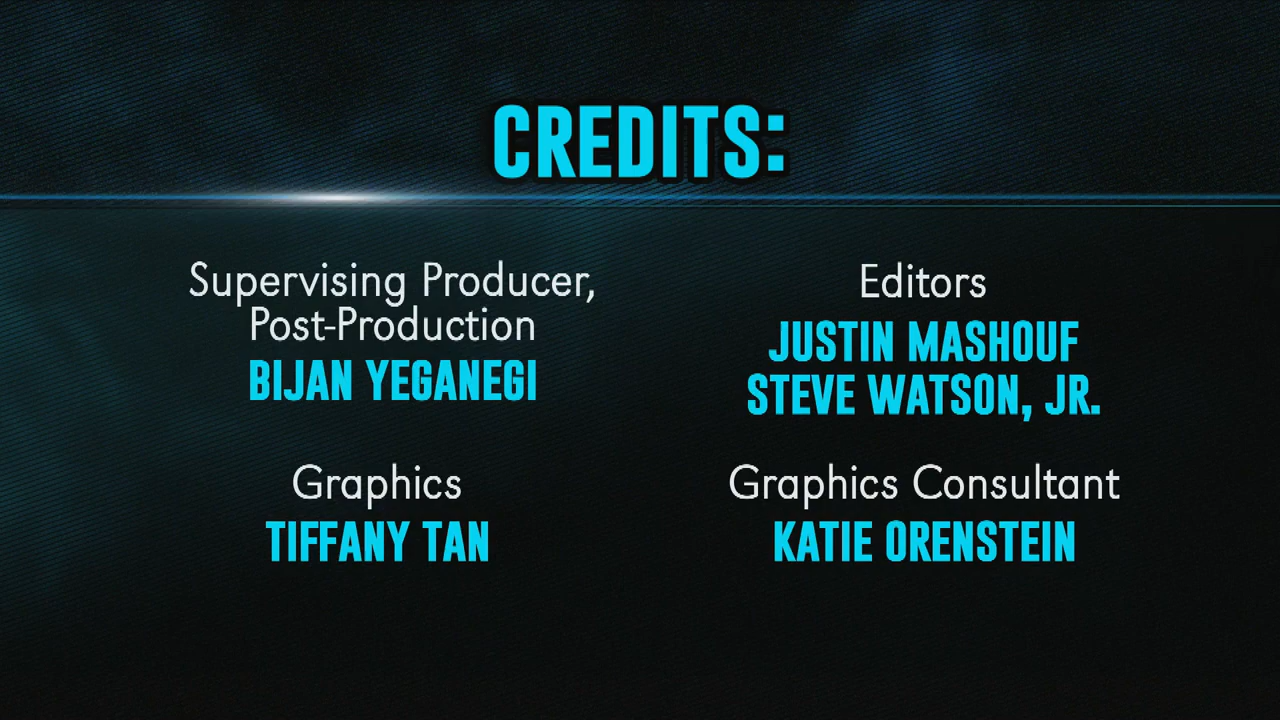 CREDITS:
Supervising Producer,
Post-Production
BIJAN YEGANEGI
Editors
JUSTIN MASHOUF
STEVE WATSON, JR.
Graphics
TIFFANY TAN
Graphics Consultant
KATIE ORENSTEIN